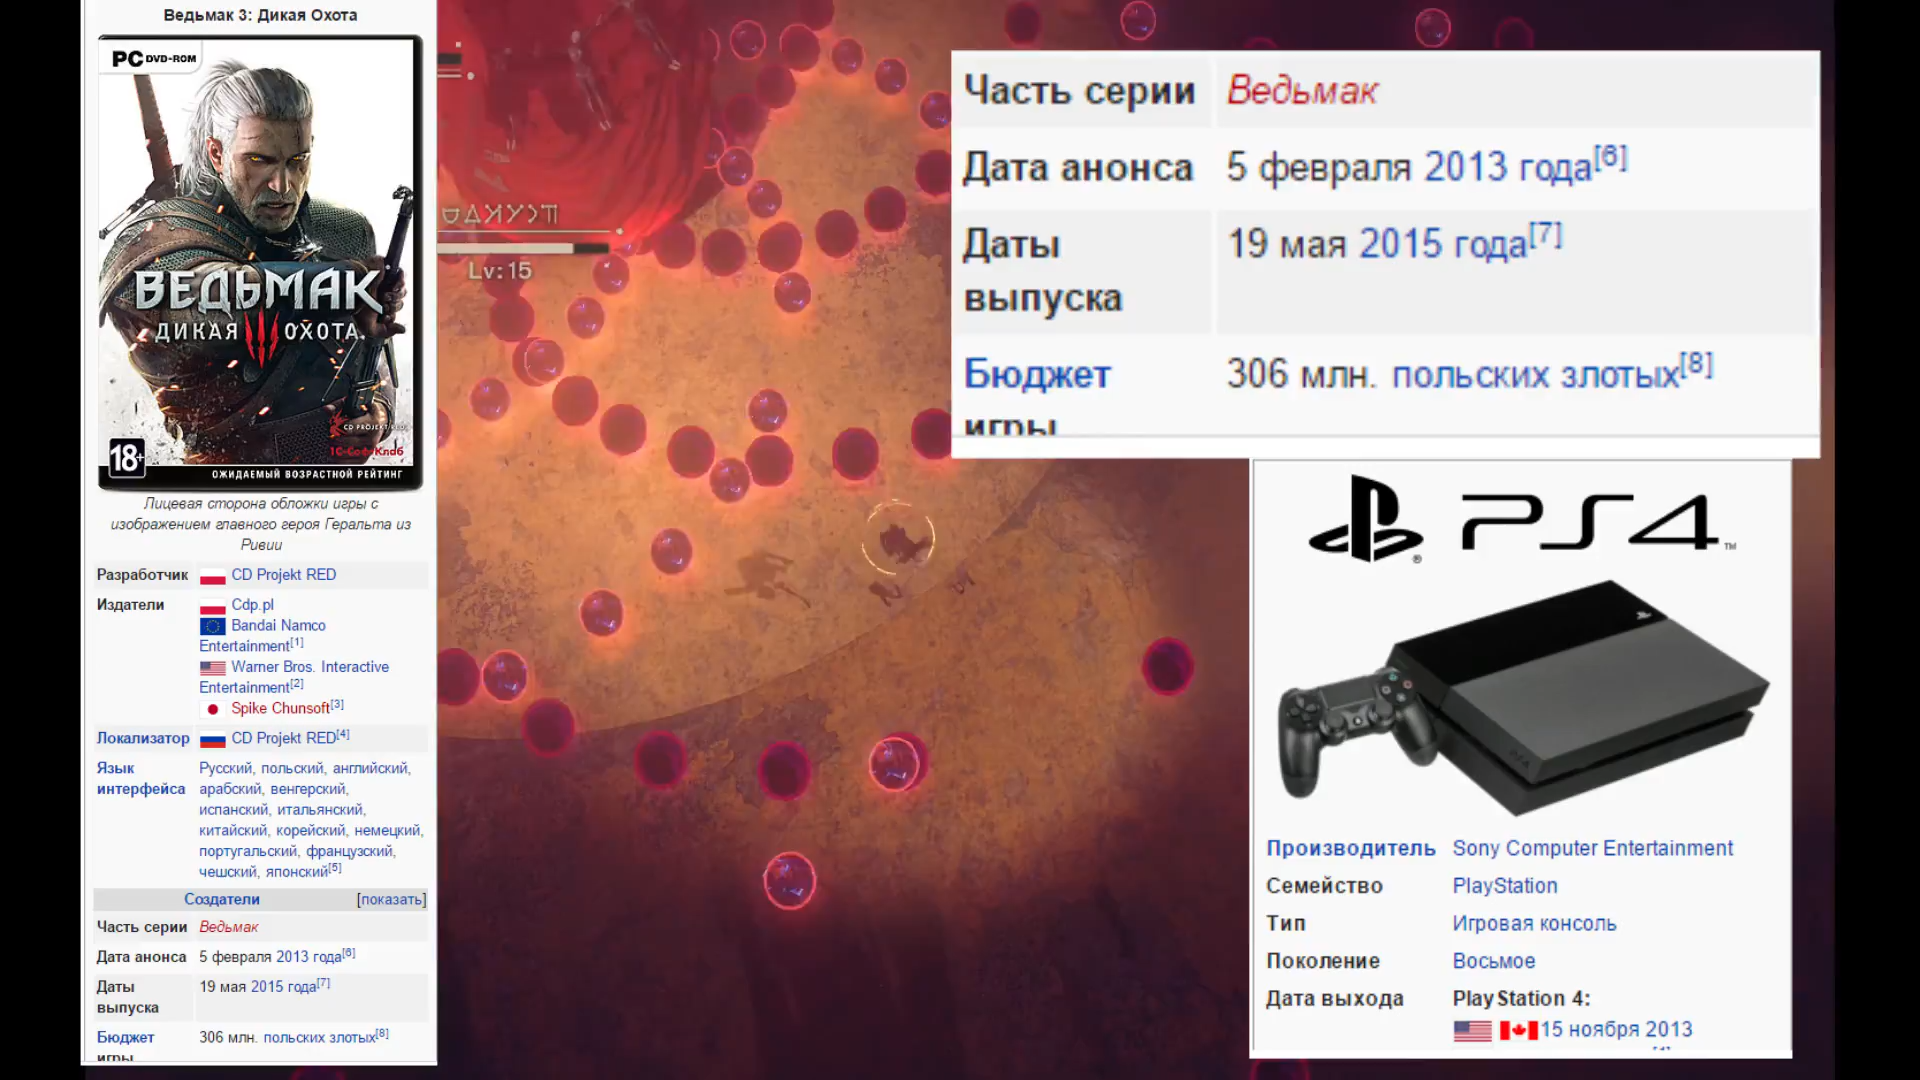 Ведьмак 3: Дикая Охота
PC DVD-ROM
ВЕДЬМАК
ДИКАЯ III ОХОТА
CD PROJEKT RED
1С-СофтКлаб
18+
ОЖИДАЕМЫЙ ВОЗРАСТНОЙ РЕЙТИНГ
Лицевая сторона обложки игры с
изображением главного героя Геральта из
Ривии
Разработчик CD Projekt RED
Издатели Cdp.pl
Bandai Namco
Entertainment[1]
Warner Bros. Interactive
Entertainment[2]
Spike Chunsoft[3]
Локализатор CD Projekt RED[4]
Язык
интерфейса
Русский, польский, английский,
арабский, венгерский,
испанский, итальянский,
китайский, корейский, немецкий,
португальский, французский,
чешский, японский[5]
Создатели [показать]
Часть серии Ведьмак
Дата анонса 5 февраля 2013 года[6]
Даты
выпуска
19 мая 2015 года[7]
Бюджет
игры
306 млн. польских злотых[8]
Lv: 15
Часть серии Ведьмак
Дата анонса 5 февраля 2013 года[6]
Даты
выпуска
19 мая 2015 года[7]
Бюджет
игры
306 млн. польских злотых[8]
PS4™
Производитель Sony Computer Entertainment
Семейство PlayStation
Тип Игровая консоль
Поколение Восьмое
Дата выхода PlayStation 4:
15 ноября 2013